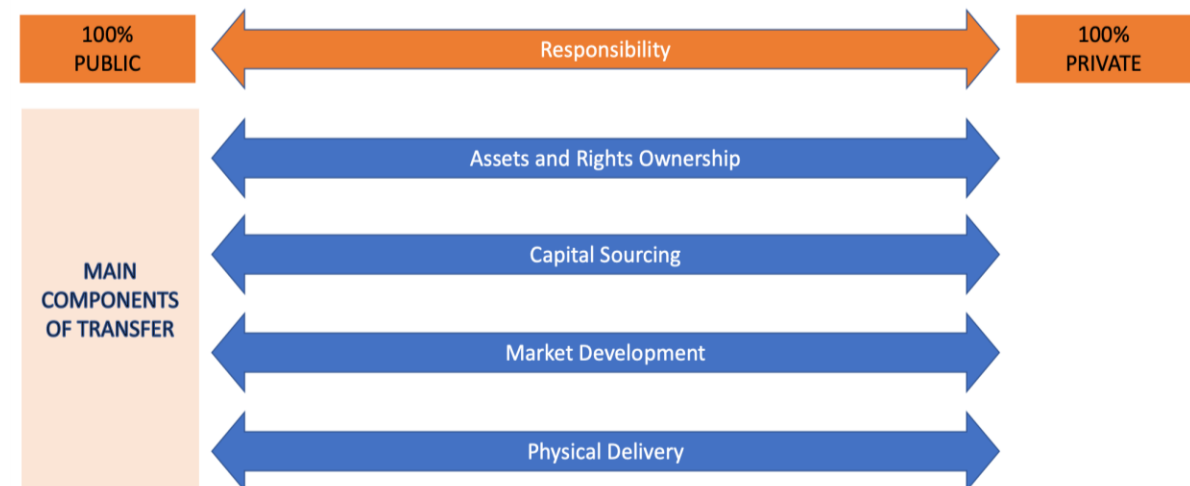 100%
PUBLIC
Responsibility
100%
PRIVATE
MAIN
COMPONENTS
OF TRANSFER
Assets and Rights Ownership
Capital Sourcing
Market Development
Physical Delivery